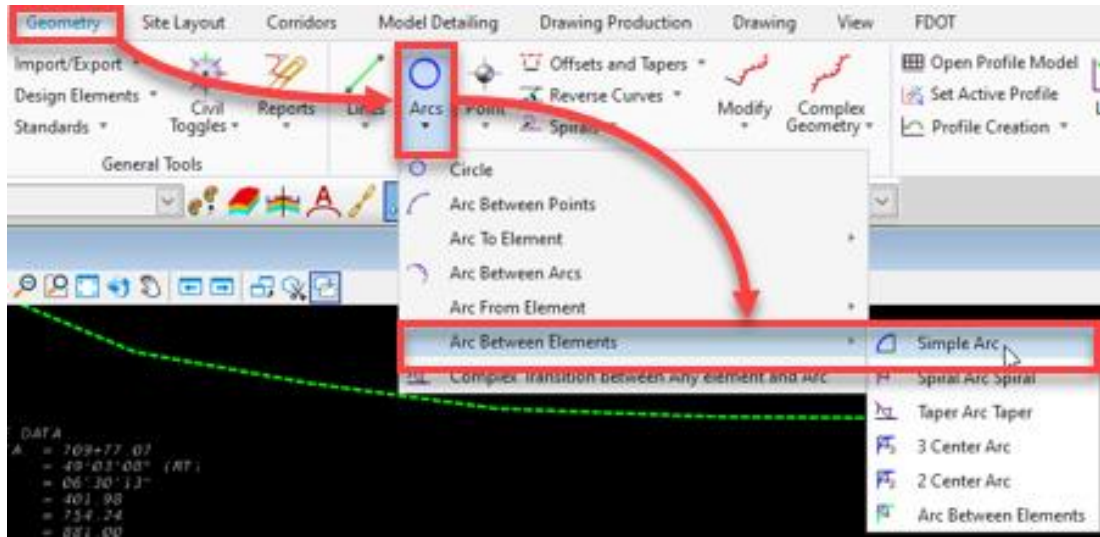 Geometry Site Layout Corridors Model Detailing Drawing Production Drawing View FDOT
Import/Export
Design Elements
Standards
Civil Toggles
Reports
Lines
Arcs
Point
Offsets and Tapers
Reverse Curves
Spirals
Modify
Complex Geometry
Open Profile Model
Set Active Profile
Profile Creation
General Tools
Circle
Arc Between Points
Arc To Element
Arc Between Arcs
Arc From Element
Arc Between Elements
Complex Transition between Any element and Arc
Simple Arc
Spiral Arc Spiral
Taper Arc Taper
3 Center Arc
2 Center Arc
Arc Between Elements
DATA
= 709+77.07
= 49°03'08" (RT)
= 06°30'13"
= 401.98
= 754.24
= 881.00